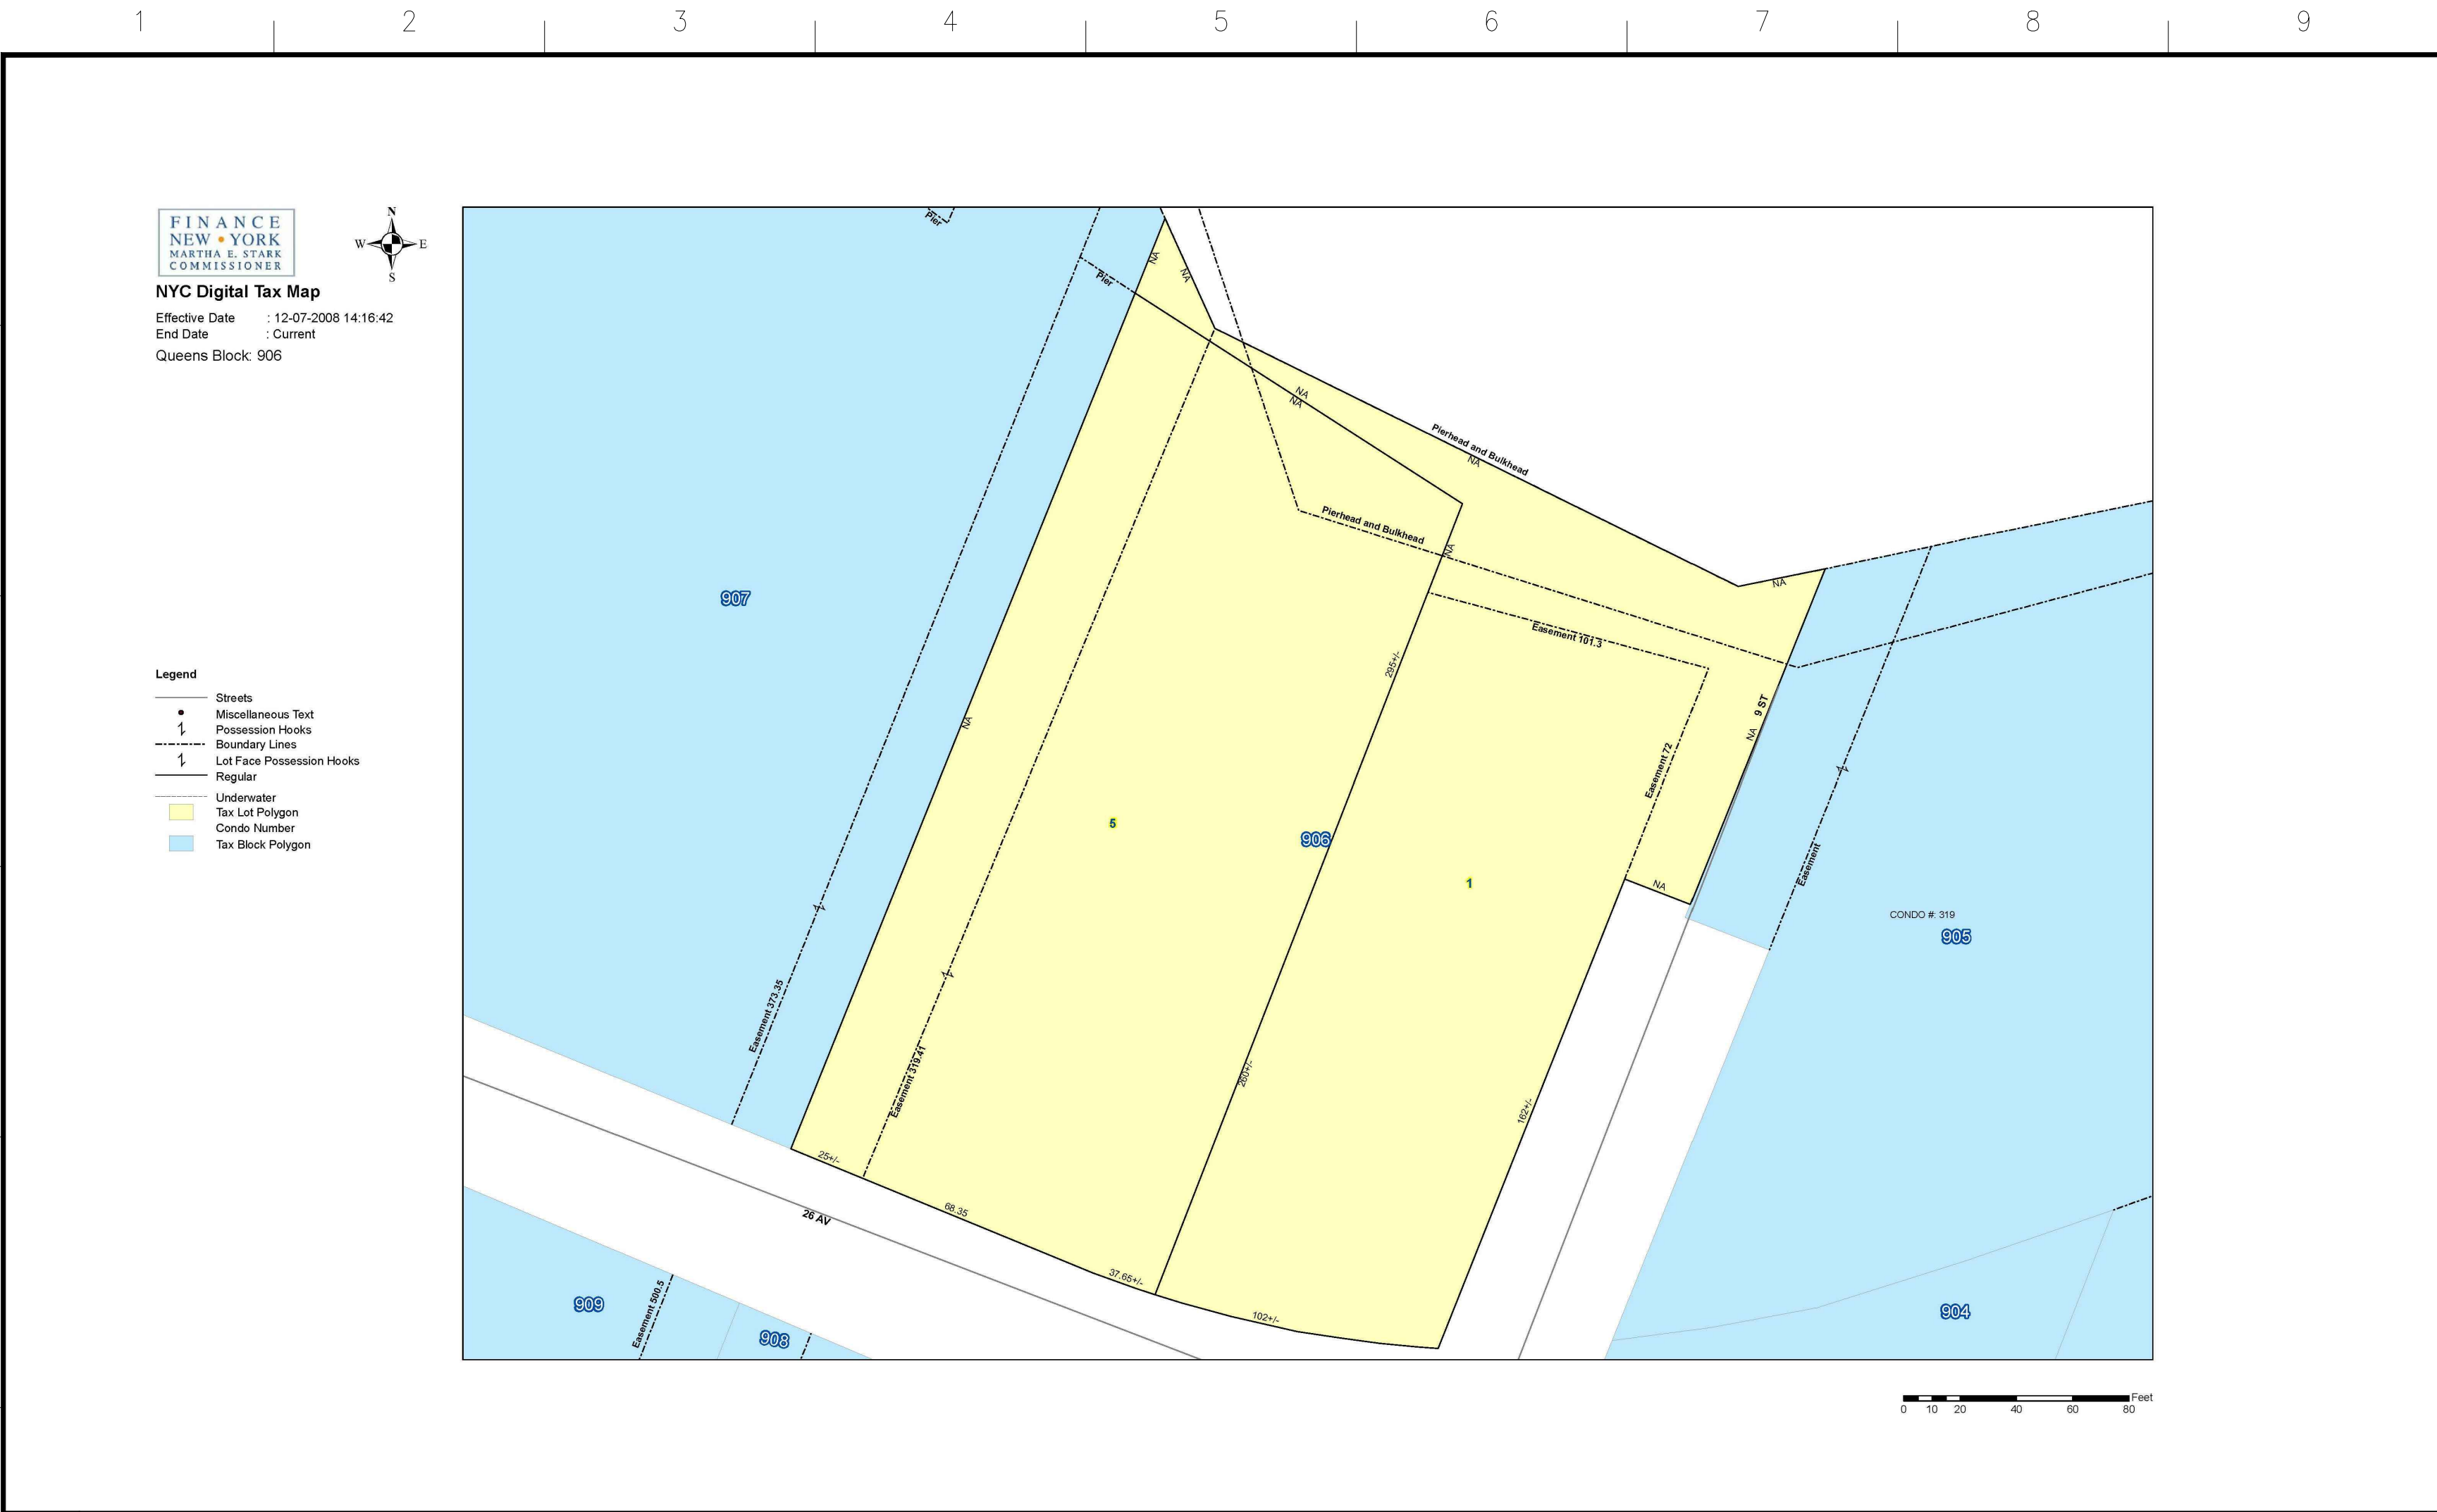 1 2 3 4 5 6 7 8 9
FINANCE
NEW • YORK
MARTHA E. STARK
COMMISSIONER
N
W E
S
NYC Digital Tax Map
Effective Date : 12-07-2008 14:16:42
End Date : Current
Queens Block: 906
Legend
Streets
Miscellaneous Text
Possession Hooks
Boundary Lines
Lot Face Possession Hooks
Regular
Underwater
Tax Lot Polygon
Condo Number
Tax Block Polygon
Pier
Pier
NA
NA
NA
NA
Pierhead and Bulkhead
NA
Pierhead and Bulkhead
NA
NA
907
Easement 101.3
295+/-
9 ST
NA
NA
Easement 72
5
906
1
NA
Easement
CONDO #: 319
905
Easement 373.35
Easement 319.41
260+/-
162+/-
25+/-
68.35
26 AV
37.65+/-
102+/-
909
Easement 500.5
908
904
Feet
0 10 20 40 60 80